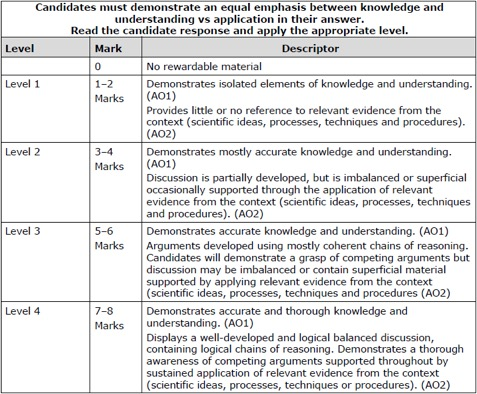 Candidates must demonstrate an equal emphasis between knowledge and
understanding vs application in their answer.
Read the candidate response and apply the appropriate level.
Level Mark Descriptor
0 No rewardable material
Level 1 1–2 Demonstrates isolated elements of knowledge and understanding.
Marks (AO1)
Provides little or no reference to relevant evidence from the
context (scientific ideas, processes, techniques and procedures).
(AO2)
Level 2 3–4 Demonstrates mostly accurate knowledge and understanding.
Marks (AO1)
Discussion is partially developed, but is imbalanced or superficial
occasionally supported through the application of relevant
evidence from the context (scientific ideas, processes, techniques
and procedures). (AO2)
Level 3 5–6 Demonstrates accurate knowledge and understanding. (AO1)
Marks Arguments developed using mostly coherent chains of reasoning.
Candidates will demonstrate a grasp of competing arguments but
discussion may be imbalanced or contain superficial material
supported by applying relevant evidence from the context
(scientific ideas, processes, techniques and procedures (AO2)
Level 4 7–8 Demonstrates accurate and thorough knowledge and
Marks understanding. (AO1)
Displays a well-developed and logical balanced discussion,
containing logical chains of reasoning. Demonstrates a thorough
awareness of competing arguments supported throughout by
sustained application of relevant evidence from the context
(scientific ideas, processes, techniques or procedures). (AO2)